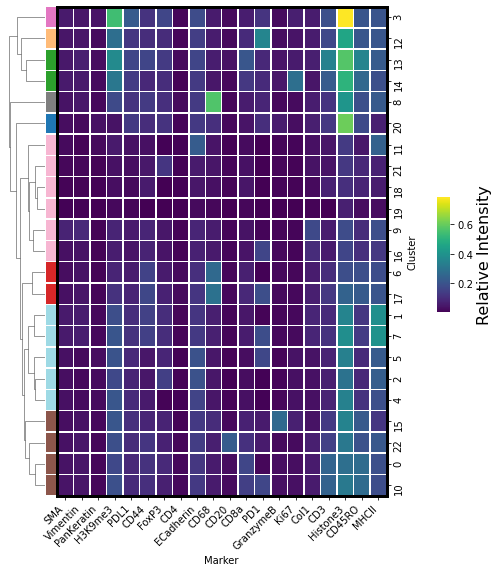 3
12
13
14
8
20
11
21
18
19
9
16
6
17
1
7
5
2
4
15
22
0
10
Cluster
0.6
0.4
0.2
Relative Intensity
SMA
Vimentin
PanKeratin
H3K9me3
PDL1
CD44
FoxP3
CD4
ECadherin
CD68
CD20
CD8a
PD1
GranzymeB
Ki67
Col1
CD3
Histone3
CD45RO
MHCII
Marker